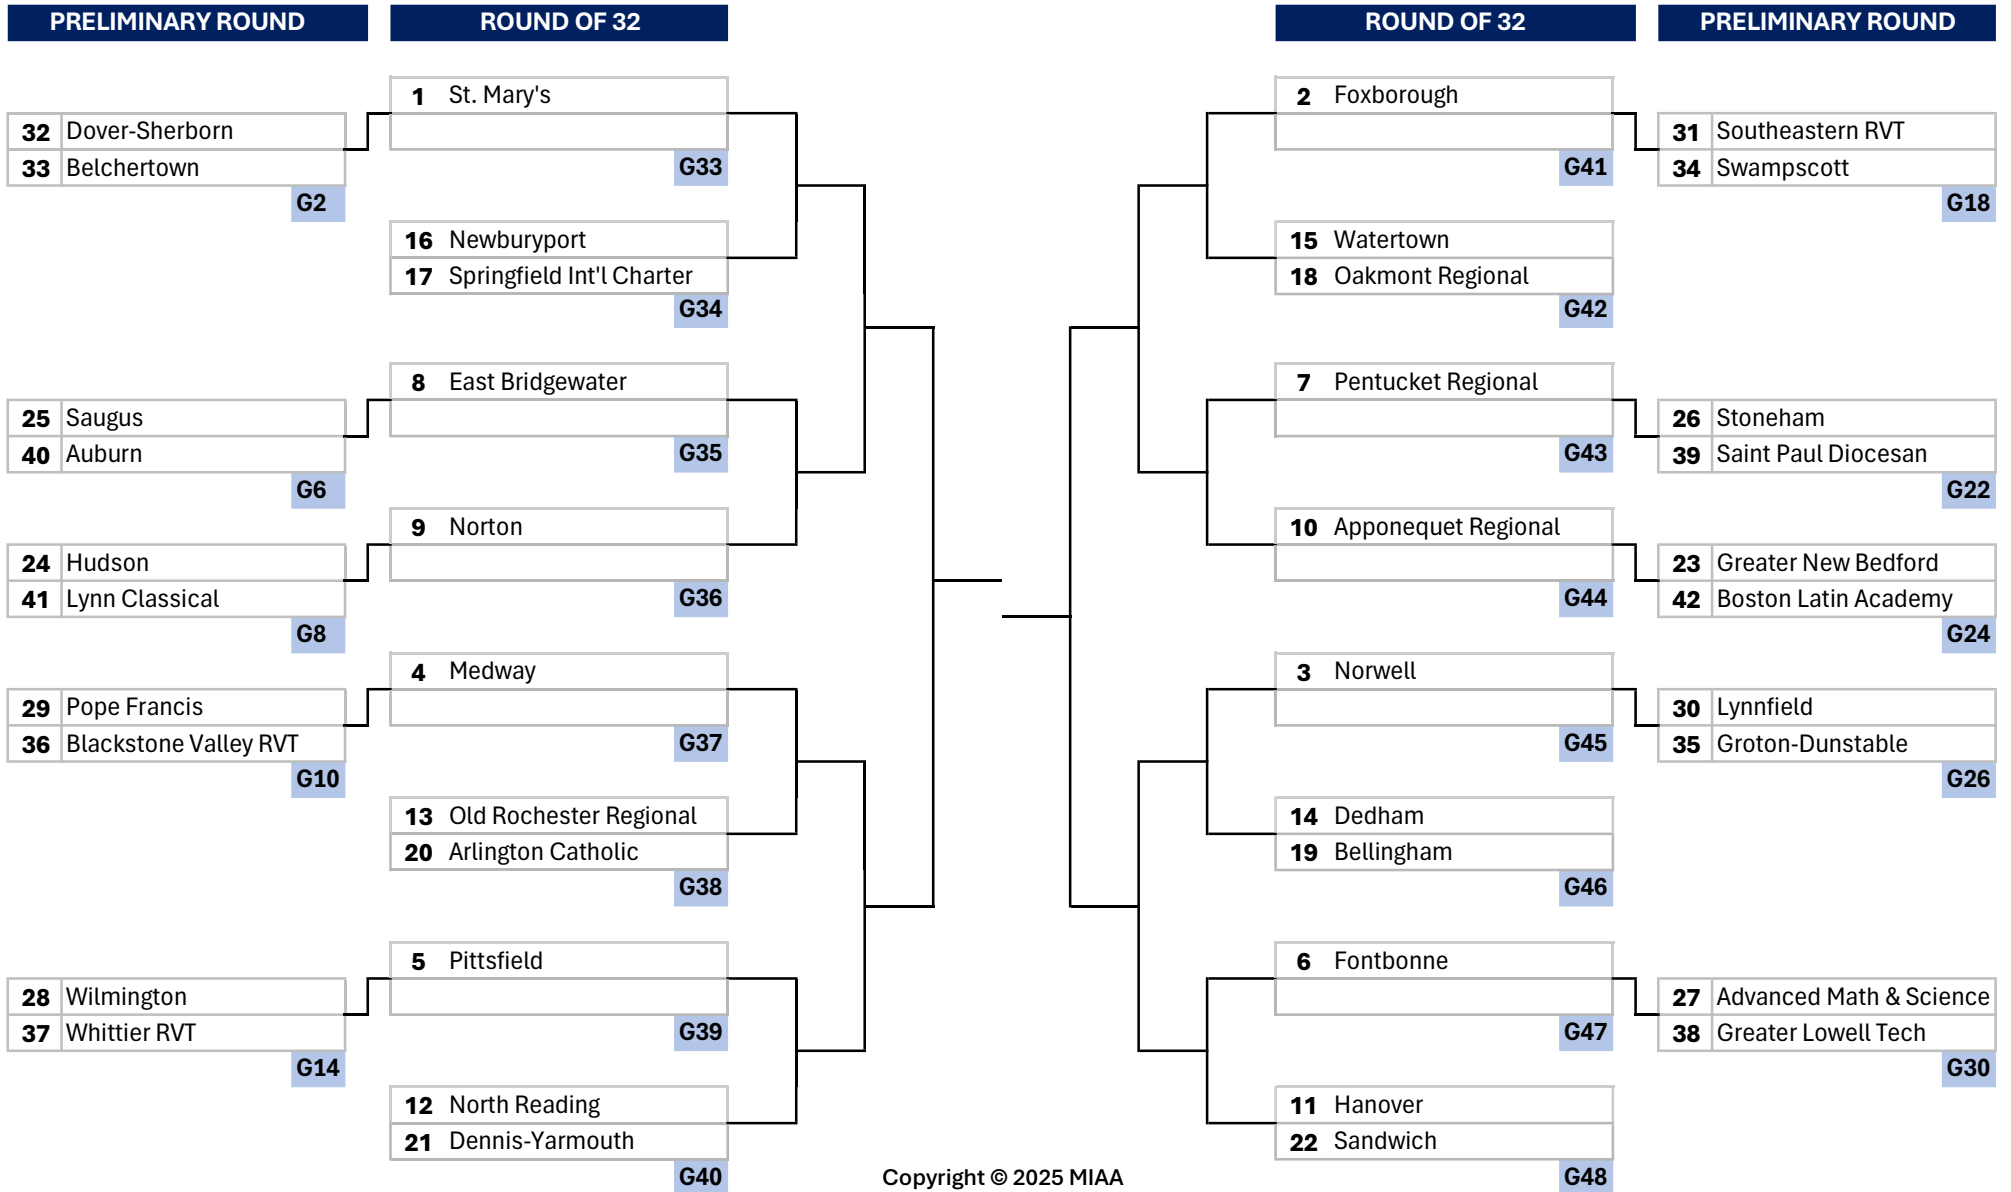 PRELIMINARY ROUND
ROUND OF 32
ROUND OF 32
PRELIMINARY ROUND
32 Dover-Sherborn
33 Belchertown
G2
25 Saugus
40 Auburn
G6
24 Hudson
41 Lynn Classical
G8
29 Pope Francis
36 Blackstone Valley RVT
G10
28 Wilmington
37 Whittier RVT
G14
1 St. Mary's
G33
16 Newburyport
17 Springfield Int'l Charter
G34
8 East Bridgewater
G35
9 Norton
G36
4 Medway
G37
13 Old Rochester Regional
20 Arlington Catholic
G38
5 Pittsfield
G39
12 North Reading
21 Dennis-Yarmouth
G40
2 Foxborough
G41
15 Watertown
18 Oakmont Regional
G42
7 Pentucket Regional
G43
10 Apponequet Regional
G44
3 Norwell
G45
14 Dedham
19 Bellingham
G46
6 Fontbonne
G47
11 Hanover
22 Sandwich
G48
31 Southeastern RVT
34 Swampscott
G18
26 Stoneham
39 Saint Paul Diocesan
G22
23 Greater New Bedford
42 Boston Latin Academy
G24
30 Lynnfield
35 Groton-Dunstable
G26
27 Advanced Math & Science
38 Greater Lowell Tech
G30
Copyright © 2025 MIAA